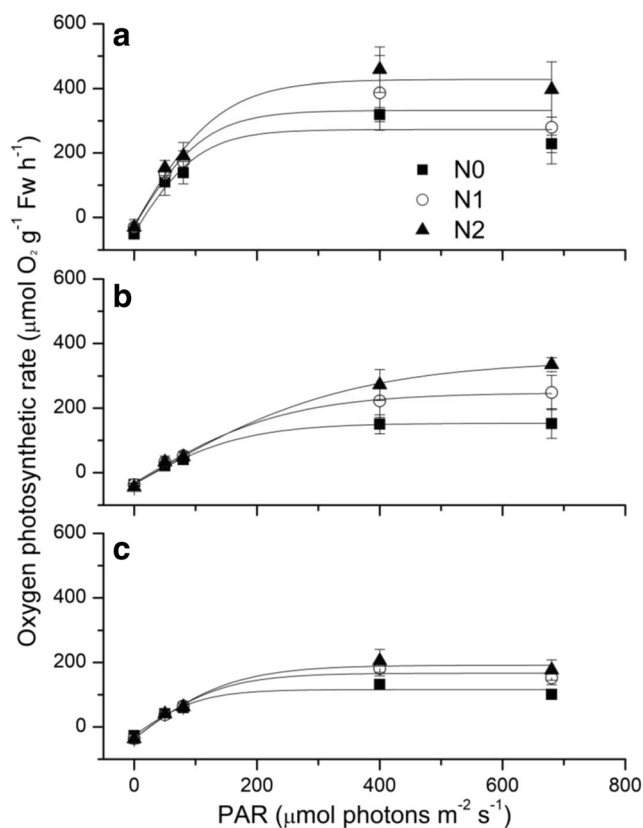 a
600
400
200
0
N0
N1
N2
b
600
400
200
0
c
600
400
200
0
Oxygen photosynthetic rate (μmol O₂ g⁻¹ Fw h⁻¹)
0 200 400 600 800
PAR (μmol photons m⁻² s⁻¹)